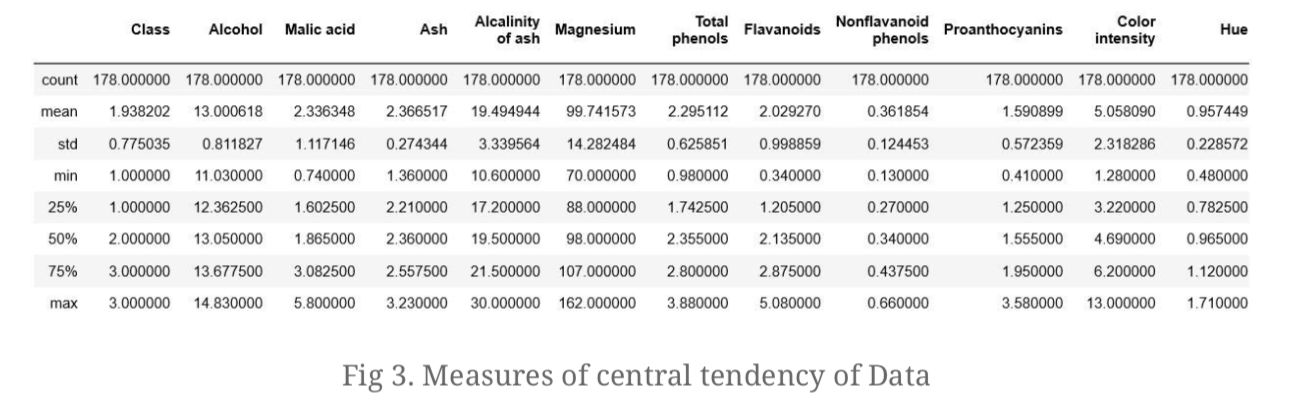 Class Alcohol Malic acid Ash Alcalinity of ash Magnesium Total phenols Flavanoids Nonflavanoid phenols Proanthocyanins Color intensity Hue
count 178.000000 178.000000 178.000000 178.000000 178.000000 178.000000 178.000000 178.000000 178.000000 178.000000 178.000000 178.000000
mean 1.938202 13.000618 2.336348 2.366517 19.494944 99.741573 2.295112 2.029270 0.361854 1.590899 5.058090 0.957449
std 0.775035 0.811827 1.117146 0.274344 3.339564 14.282484 0.625851 0.998859 0.124453 0.572359 2.318286 0.228572
min 1.000000 11.030000 0.740000 1.360000 10.600000 70.000000 0.980000 0.340000 0.130000 0.410000 1.280000 0.480000
25% 1.000000 12.362500 1.602500 2.210000 17.200000 88.000000 1.742500 1.205000 0.270000 1.250000 3.220000 0.782500
50% 2.000000 13.050000 1.865000 2.360000 19.500000 98.000000 2.355000 2.135000 0.340000 1.555000 4.690000 0.965000
75% 3.000000 13.677500 3.082500 2.557500 21.500000 107.000000 2.800000 2.875000 0.437500 1.950000 6.200000 1.120000
max 3.000000 14.830000 5.800000 3.230000 30.000000 162.000000 3.880000 5.080000 0.660000 3.580000 13.000000 1.710000
Fig 3. Measures of central tendency of Data